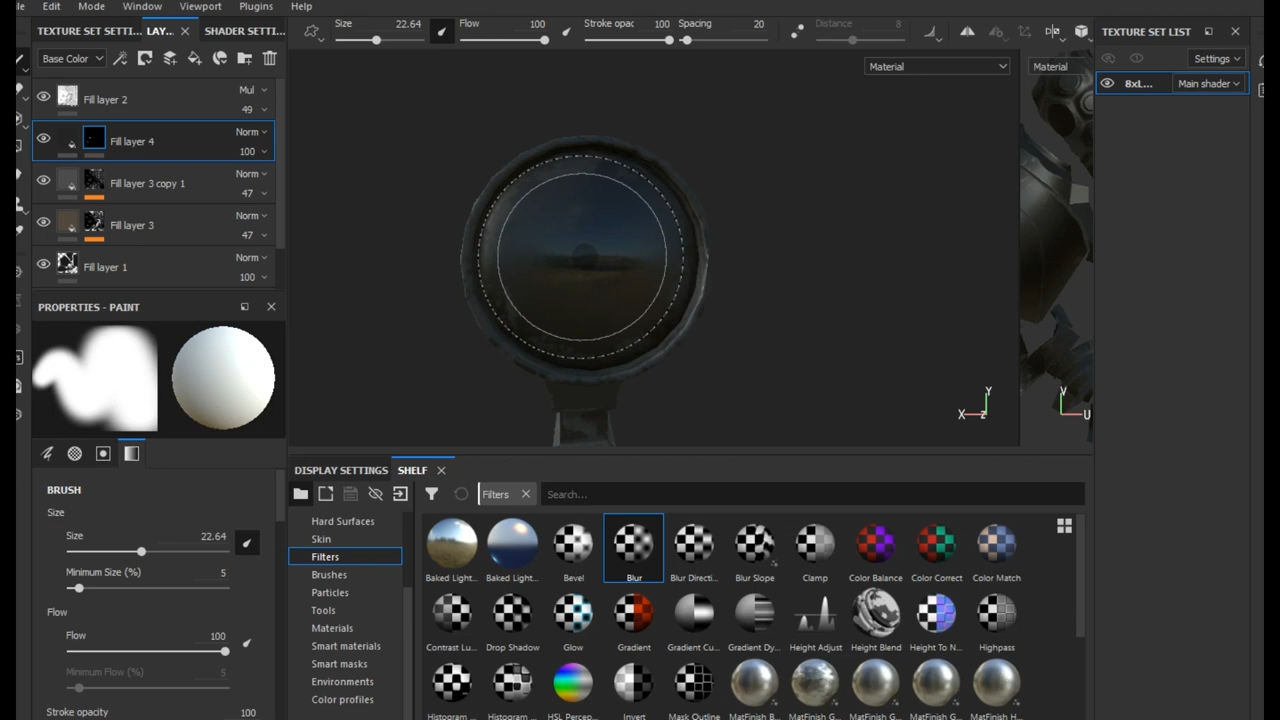 le Edit Mode Window Viewport Plugins Help
Size 22.64 Flow 100 Stroke opac 100 Spacing 20 Distance 8
TEXTURE SET SETTI... LAY... SHADER SETTI...
Base Color
Material
Material
TEXTURE SET LIST
Settings
8xL... Main shader
Fill layer 2 Mul 49
Fill layer 4 Norm 100
Fill layer 3 copy 1 Norm 47
Fill layer 3 Norm 47
Fill layer 1 Norm 100
PROPERTIES - PAINT
BRUSH
Size
Size 22.64
Minimum Size (%) 5
Flow
Flow 100
Minimum Flow (%) 5
Stroke opacity 100
Y
X Z
V
U
DISPLAY SETTINGS SHELF
Filters Search...
Hard Surfaces
Skin
Filters
Brushes
Particles
Tools
Materials
Smart materials
Smart masks
Environments
Color profiles
Baked Light... Baked Light... Bevel Blur Blur Directi... Blur Slope Clamp Color Balance Color Correct Color Match
Contrast Lu... Drop Shadow Glow Gradient Gradient Cu... Gradient Dy... Height Adjust Height Blend Height To N... Highpass
Histogram ... Histogram ... HSL Percep... Invert Mask Outline MatFinish B... MatFinish G... MatFinish G... MatFinish G... MatFinish H...